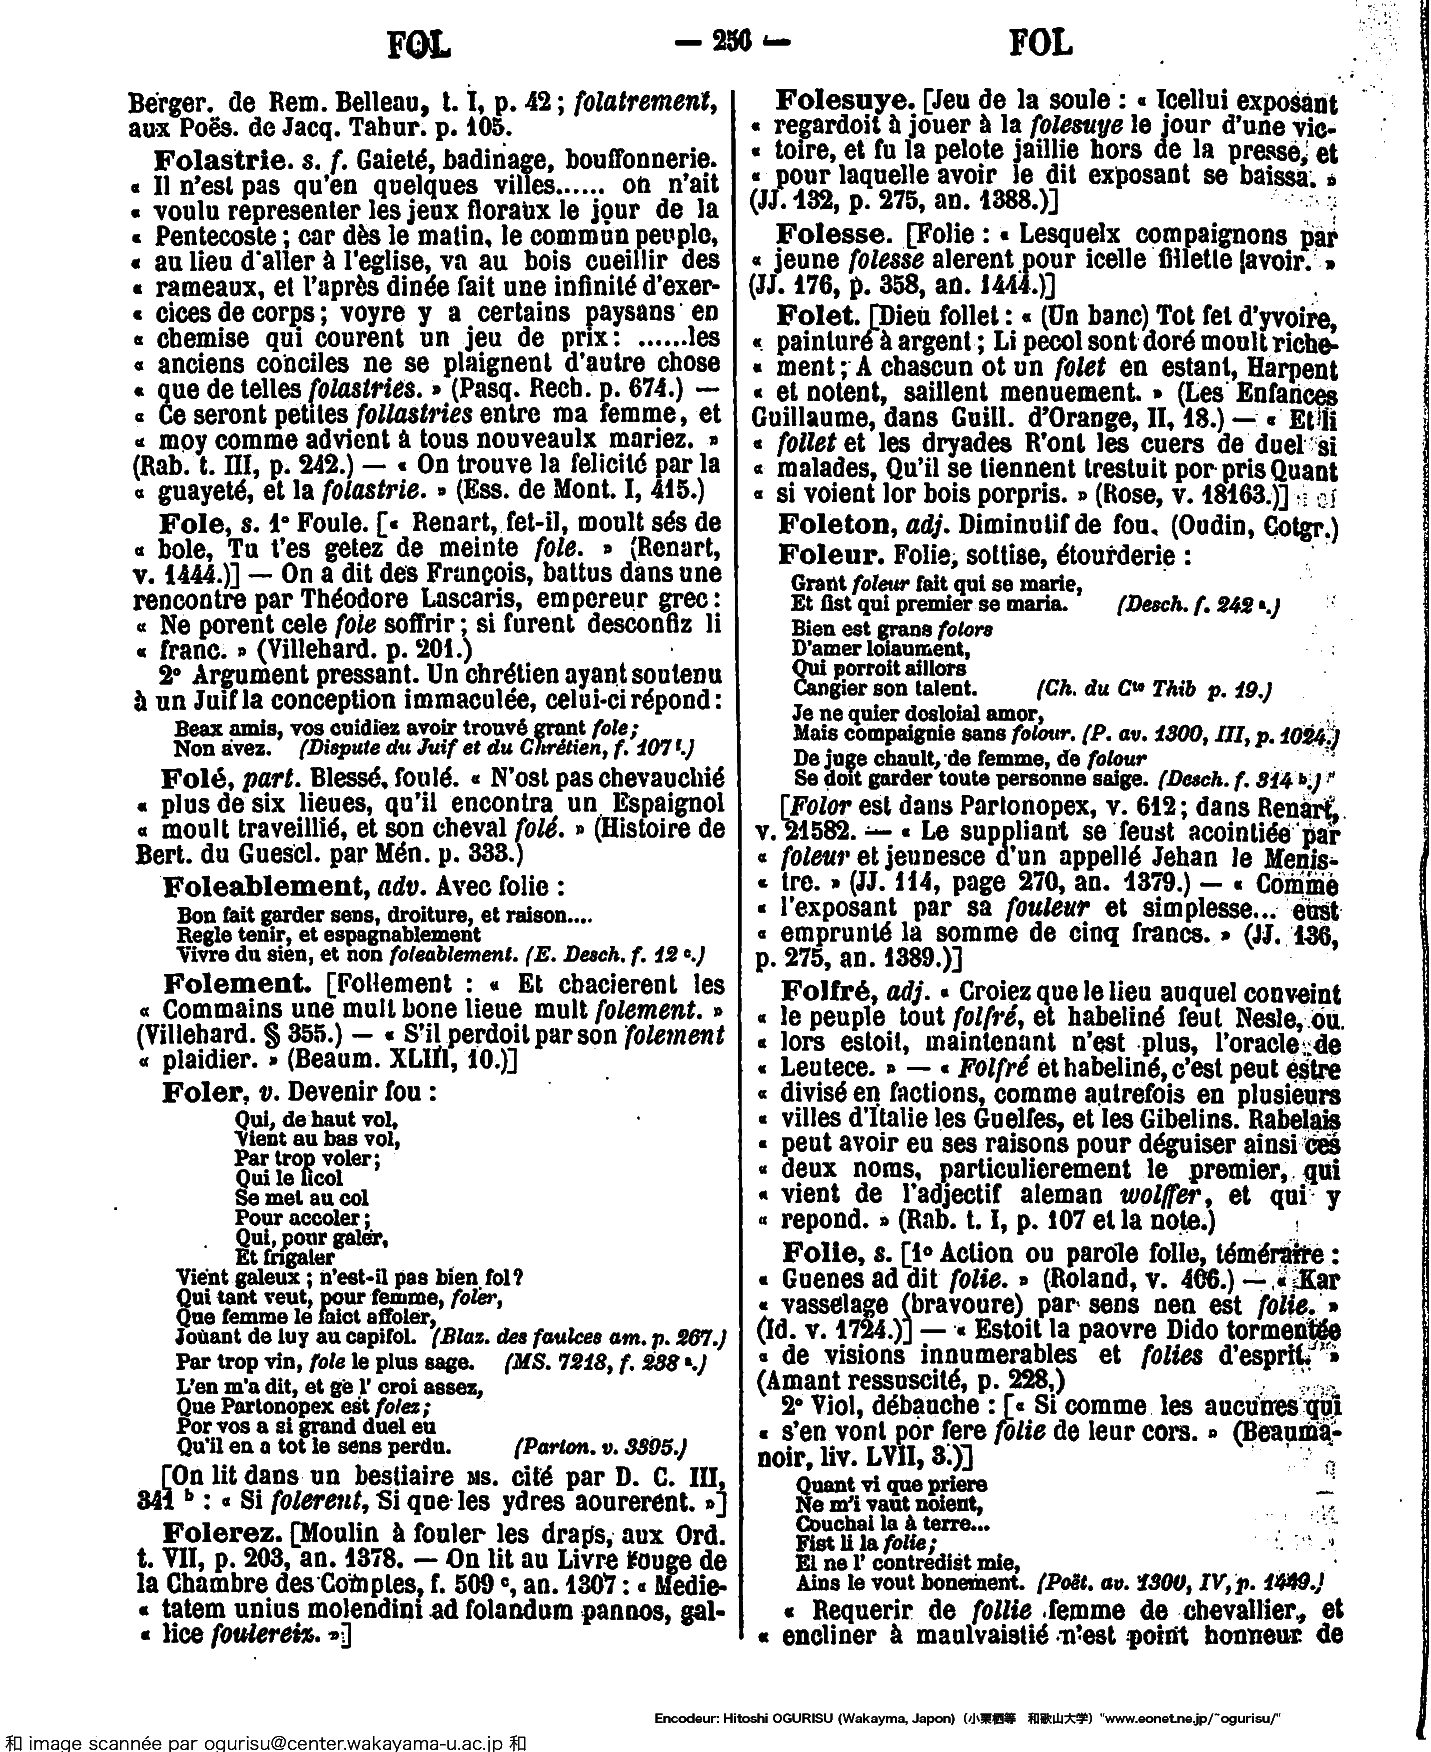 FOL — 256 — FOL
Berger. de Rem. Belleau, t. I, p. 42 ; folatrement,
aux Poës. de Jacq. Tahur. p. 105.
Folastrie. s. f. Gaieté, badinage, bouffonnerie.
« Il n'est pas qu'en quelques villes...... on n'ait
« voulu representer les jeux floraux le jour de la
« Pentecoste ; car dès le matin, le commun peuple,
« au lieu d'aller à l'eglise, va au bois cueillir des
« rameaux, et l'après dinée fait une infinité d'exer-
« cices de corps ; voyre y a certains paysans en
« chemise qui courent un jeu de prix : ......les
« anciens conciles ne se plaignent d'autre chose
« que de telles folastries. » (Pasq. Rech. p. 674.) —
« Ce seront petites follastries entre ma femme, et
« moy comme advient à tous nouveaulx mariez. »
(Rab. t. III, p. 242.) — « On trouve la felicité par la
« guayeté, et la folastrie. » (Ess. de Mont. I, 415.)
Fole, s. 1° Foule. [« Renart, fet-il, moult sés de
« bole, Tu t'es getez de meinte fole. » (Renart,
v. 1444.)] — On a dit des François, battus dans une
rencontre par Théodore Lascaris, empereur grec :
« Ne porent cele fole soffrir ; si furent desconfiz li
« franc. » (Villehard. p. 201.)
2° Argument pressant. Un chrétien ayant soutenu
à un Juif la conception immaculée, celui-ci répond :
Beax amis, vos cuidiez avoir trouvé grant fole ;
Non avez. (Dispute du Juif et du Chrétien, f. 107 f.)
Folé, part. Blessé, foulé. « N'ost pas chevauchié
« plus de six lieues, qu'il encontra un Espaignol
« moult traveillié, et son cheval folé. » (Histoire de
Bert. du Guescl. par Mén. p. 333.)
Foleablement, adv. Avec folie :
Bon fait garder sens, droiture, et raison....
Regle tenir, et espagnablement
Vivre du sien, et non foleablement. (E. Desch. f. 12 c.)
Folement. [Follement : « Et chacierent les
« Commains une mult bone lieue mult folement. »
(Villehard. § 355.) — « S'il perdoit par son folement
« plaidier. » (Beaum. XLIII, 10.)]
Foler, v. Devenir fou :
Qui, de haut vol,
Vient au bas vol,
Par trop voler ;
Qui le licol
Se met au col
Pour accoler ;
Qui, pour galer,
Et frigaler
Vient galeux ; n'est-il pas bien fol ?
Qui tant veut, pour femme, foler,
Que femme le faict affoler,
Jouant de luy au capifol. (Blaz. des faulces am. p. 267.)
Par trop vin, fole le plus sage. (MS. 7218, f. 238 a.)
L'en m'a dit, et ge l' croi assez,
Que Partonopex est folez ;
Por vos a si grand duel eu
Qu'il en a tot le sens perdu. (Parton. v. 3395.)
[On lit dans un bestiaire MS. cité par D. C. III,
341 b : « Si folerent, Si que les ydres aourerent. »]
Folerez. [Moulin à fouler les draps, aux Ord.
t. VII, p. 203, an. 1378. — On lit au Livre rouge de
la Chambre des Comptes, f. 509 c, an. 1307 : « Medie-
« tatem unius molendini ad folandum pannos, gal-
« lice foulereiz. »]
Folesuye. [Jeu de la soule : « Icellui exposant
« regardoit à jouer à la folesuye le jour d'une vic-
« toire, et fu la pelote jaillie hors de la presse, et
« pour laquelle avoir le dit exposant se baissa. »
(JJ. 132, p. 275, an. 1388.)]
Folesse. [Folie : « Lesquelx compaignons par
« jeune folesse alerent pour icelle fillette [avoir. »
(JJ. 176, p. 358, an. 1444.)]
Folet. [Dieu follet : « (Un banc) Tot fet d'yvoire,
« painturé à argent ; Li pecol sont doré moult riche-
« ment ; A chascun ot un folet en estant, Harpent
« et notent, saillent menuement. » (Les Enfances
Guillaume, dans Guill. d'Orange, II, 18.) — « Et li
« follet et les dryades R'ont les cuers de duel si
« malades, Qu'il se tiennent trestuit por pris Quant
« si voient lor bois porpris. » (Rose, v. 18163.)]
Foleton, adj. Diminutif de fou. (Oudin, Cotgr.)
Foleur. Folie, sottise, étourderie :
Grant foleur fait qui se marie,
Et fist qui premier se maria. (Desch. f. 242 a.)
Bien est grans folors
D'amer loiaument,
Qui porroit aillors
Cangier son talent. (Ch. du Cte Thib p. 19.)
Je ne quier dosloial amor,
Mais compaignie sans folour. (P. av. 1300, III, p. 1024.)
De juge chault, de femme, de folour
Se doit garder toute personne saige. (Desch. f. 314 b.)
[Folor est dans Partonopex, v. 612 ; dans Renart,
v. 21582. — « Le suppliant se feust acointiée par
« foleur et jeunesce d'un appellé Jehan le Menis-
« tre. » (JJ. 114, page 270, an. 1379.) — « Comme
« l'exposant par sa fouleur et simplesse... eust
« emprunté la somme de cinq francs. » (JJ. 136,
p. 275, an. 1389.)]
Folfré, adj. « Croiez que le lieu auquel conveint
« le peuple tout folfré, et habeliné feut Nesle, ou
« lors estoit, maintenant n'est plus, l'oracle de
« Leutece. » — « Folfré et habeliné, c'est peut estre
« divisé en factions, comme autrefois en plusieurs
« villes d'Italie les Guelfes, et les Gibelins. Rabelais
« peut avoir eu ses raisons pour déguiser ainsi ces
« deux noms, particulierement le premier, qui
« vient de l'adjectif aleman wolffer, et qui y
« repond. » (Rab. t. I, p. 107 et la note.)
Folie, s. [1° Action ou parole folle, téméraire :
« Guenes ad dit folie. » (Roland, v. 406.) — « Kar
« vasselage (bravoure) par sens nen est folie. »
(Id. v. 1724.)] — « Estoit la paovre Dido tormentée
« de visions innumerables et folies d'esprit. »
(Amant ressuscité, p. 228,)
2° Viol, débauche : [« Si comme les aucunes qui
« s'en vont por fere folie de leur cors. » (Beauma-
noir, liv. LVII, 3.)]
Quant vi que priere
Ne m'i vaut noient,
Couchai la à terre...
Fist li la folie ;
El ne l' contredist mie,
Ains le vout bonement. (Poët. av. 1300, IV, p. 1449.)
« Requerir de follie femme de chevallier, et
« encliner à maulvaistié n'est point honneur de
Encodeur: Hitoshi OGURISU (Wakayma, Japon) (小栗栖等 和歌山大学) "www.eonet.ne.jp/~ogurisu/"
和 image scannée par ogurisu@center.wakayama-u.ac.jp 和